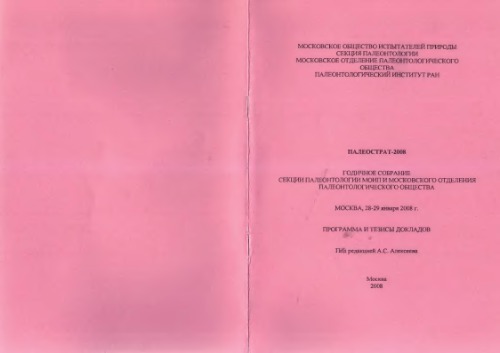 МОСКОВСКОЕ ОБЩЕСТВО ИСПЫТАТЕЛЕЙ ПРИРОДЫ
СЕКЦИЯ ПАЛЕОНТОЛОГИИ
МОСКОВСКОЕ ОТДЕЛЕНИЕ ПАЛЕОНТОЛОГИЧЕСКОГО
ОБЩЕСТВА
ПАЛЕОНТОЛОГИЧЕСКИЙ ИНСТИТУТ РАН
ПАЛЕОСТРАТ-2008
ГОДИЧНОЕ СОБРАНИЕ
СЕКЦИИ ПАЛЕОНТОЛОГИИ МОИП И МОСКОВСКОГО ОТДЕЛЕНИЯ
ПАЛЕОНТОЛОГИЧЕСКОГО ОБЩЕСТВА
МОСКВА, 28-29 января 2008 г.
ПРОГРАММА И ТЕЗИСЫ ДОКЛАДОВ
редакцией А.С. Алексеева
Москва
2008